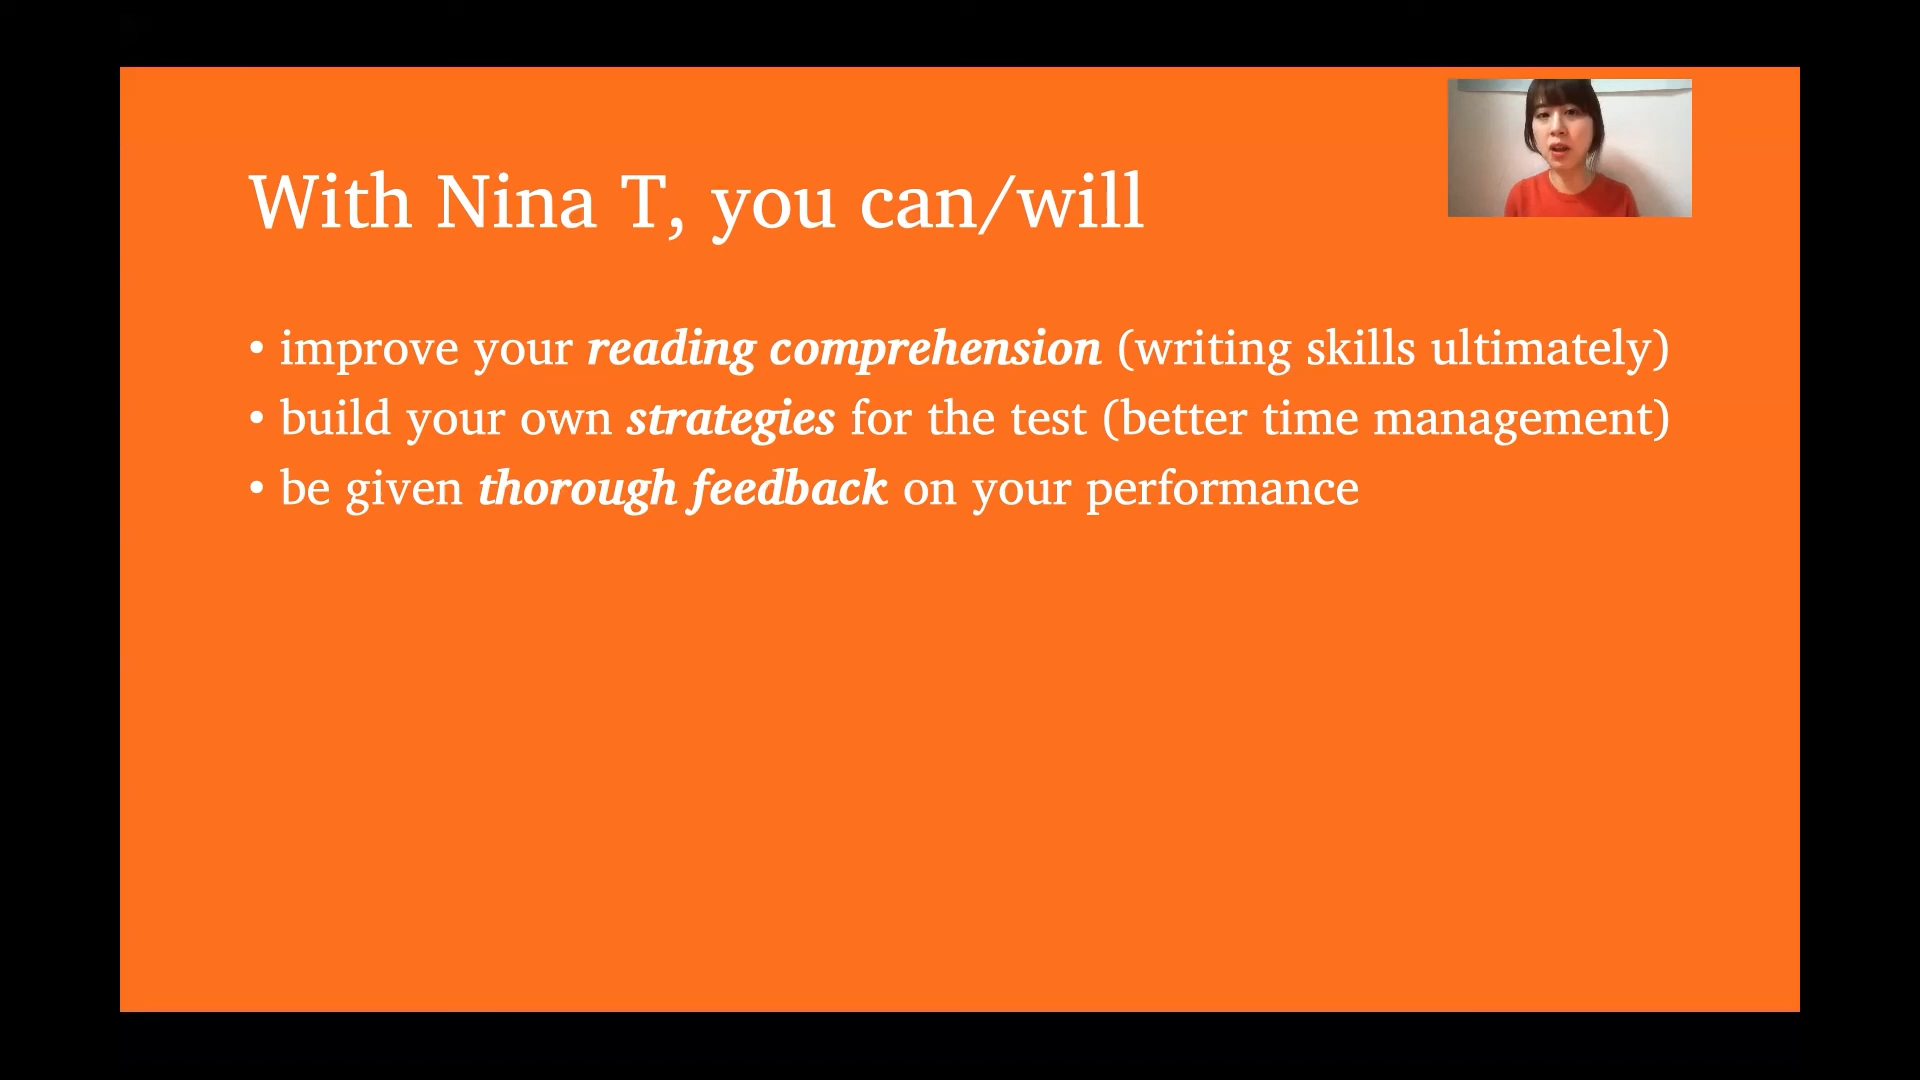 With Nina T, you can/will
• improve your reading comprehension (writing skills ultimately)
• build your own strategies for the test (better time management)
• be given thorough feedback on your performance